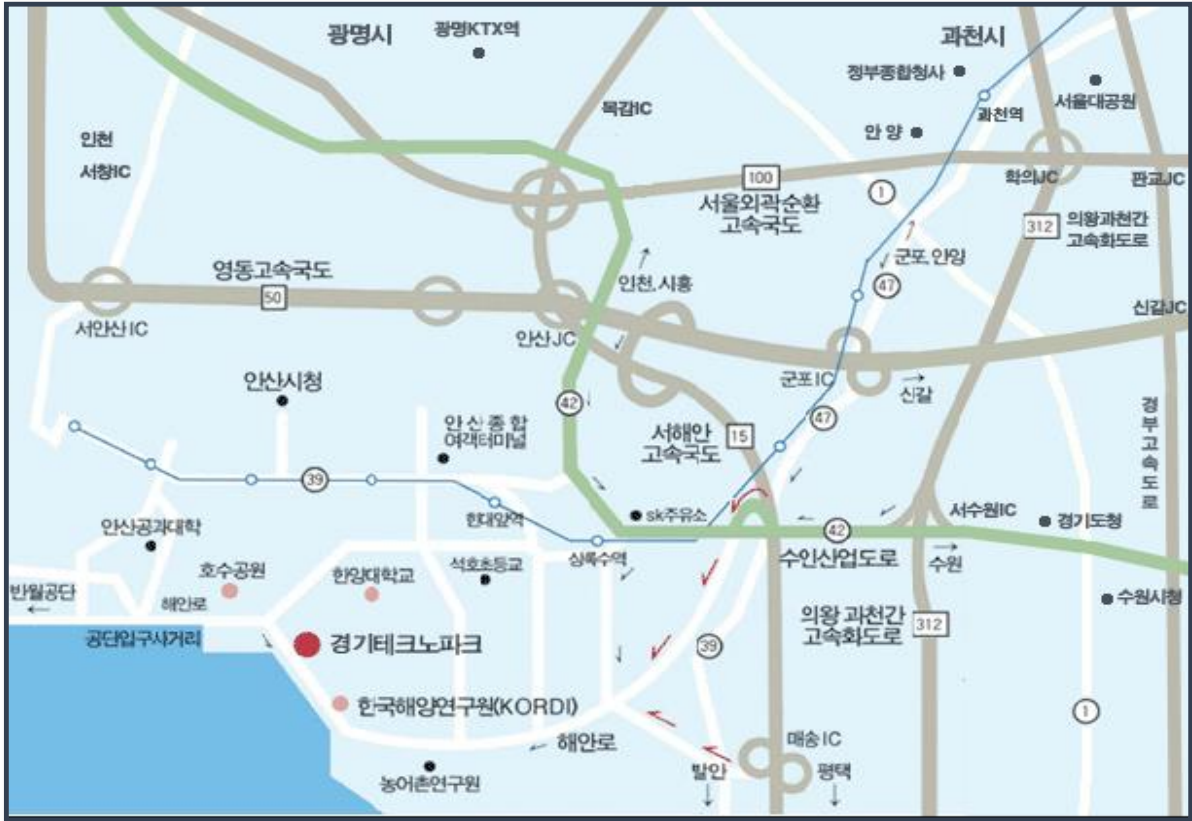 광명시
광명KTX역
과천시
정부종합청사
서울대공원
목감IC
과천역
인천
서창IC
안 양
100
학의JC
판교JC
서울외곽순환
고속국도
1
312
의왕과천간
고속화도로
영동고속국도
50
인천, 시흥
군포, 안양
47
신길JC
서안산 IC
안산 JC
군포 IC
신갈
안산시청
42
안 산 종 합
여객터미널
서해안
고속국도
15
47
경부고속도로
39
한대앞역
sk주유소
42
서수원IC
경기도청
안산공과대학
상록수역
수인산업도로
수원
호수공원
한양대학교
석호초등교
반월공단
해안로
수원시청
공단입구사거리
경기테크노파크
의왕 과천간
고속화도로
312
39
한국해양연구원(KORDI)
1
해안로
매송 IC
농어촌연구원
발안
평택